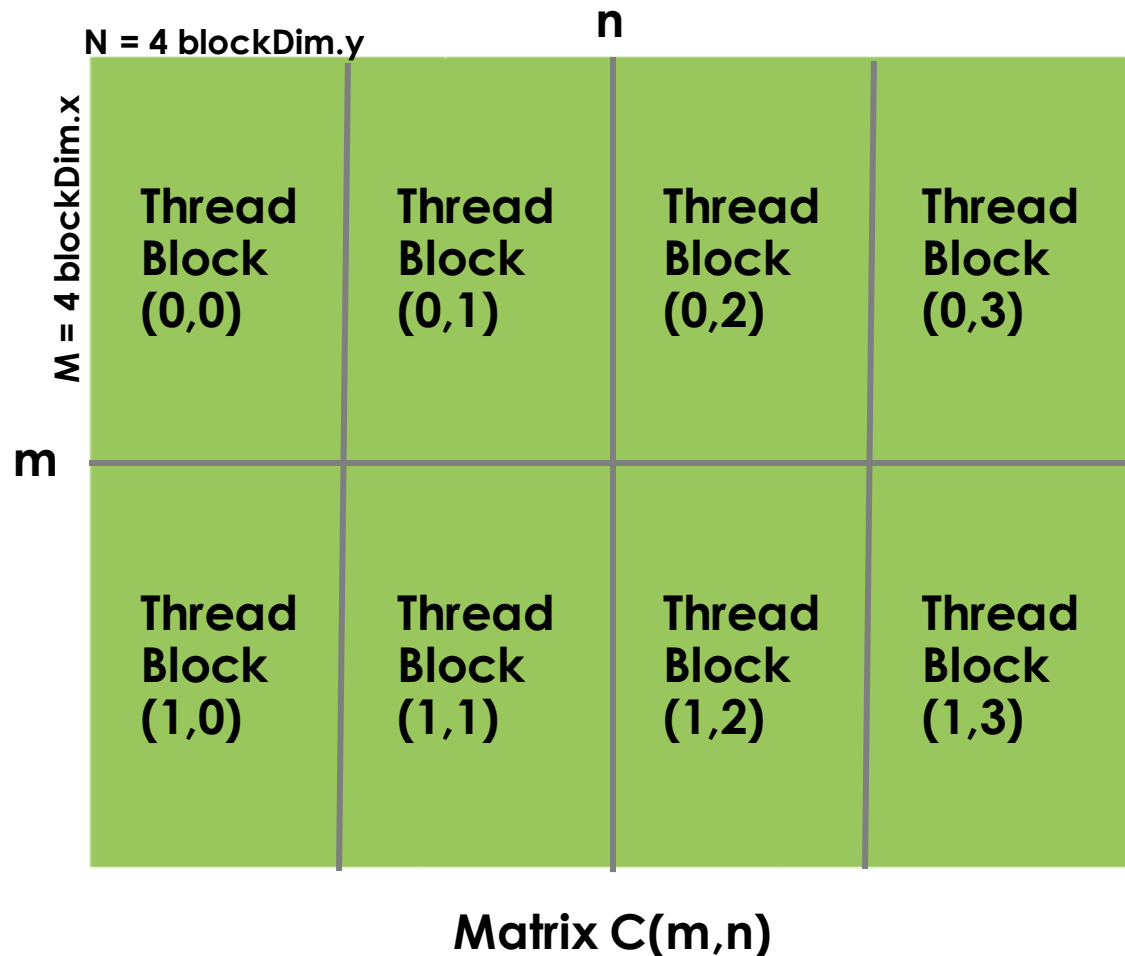 n
N = 4 blockDim.y
M = 4 blockDim.x
Thread
Block
(0,0)
Thread
Block
(0,1)
Thread
Block
(0,2)
Thread
Block
(0,3)
m
Thread
Block
(1,0)
Thread
Block
(1,1)
Thread
Block
(1,2)
Thread
Block
(1,3)
Matrix C(m,n)